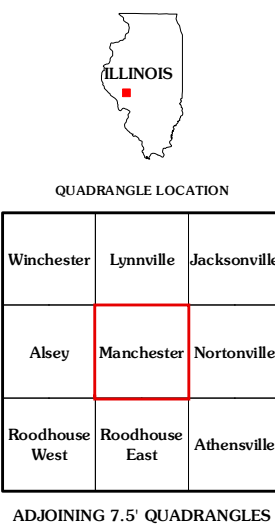 ILLINOIS
QUADRANGLE LOCATION
Winchester Lynnville Jacksonville
Alsey Manchester Nortonville
Roodhouse West Roodhouse East Athensville
ADJOINING 7.5' QUADRANGLES